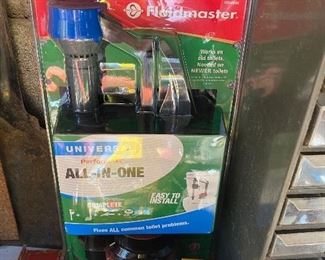 Fluidmaster
Works on
old toilets.
Needed on
NEWER toilets
UNIVERSAL
Performax
ALL-IN-ONE
EASY TO
INSTALL
COMPLETE
Fixes ALL common toilet problems.